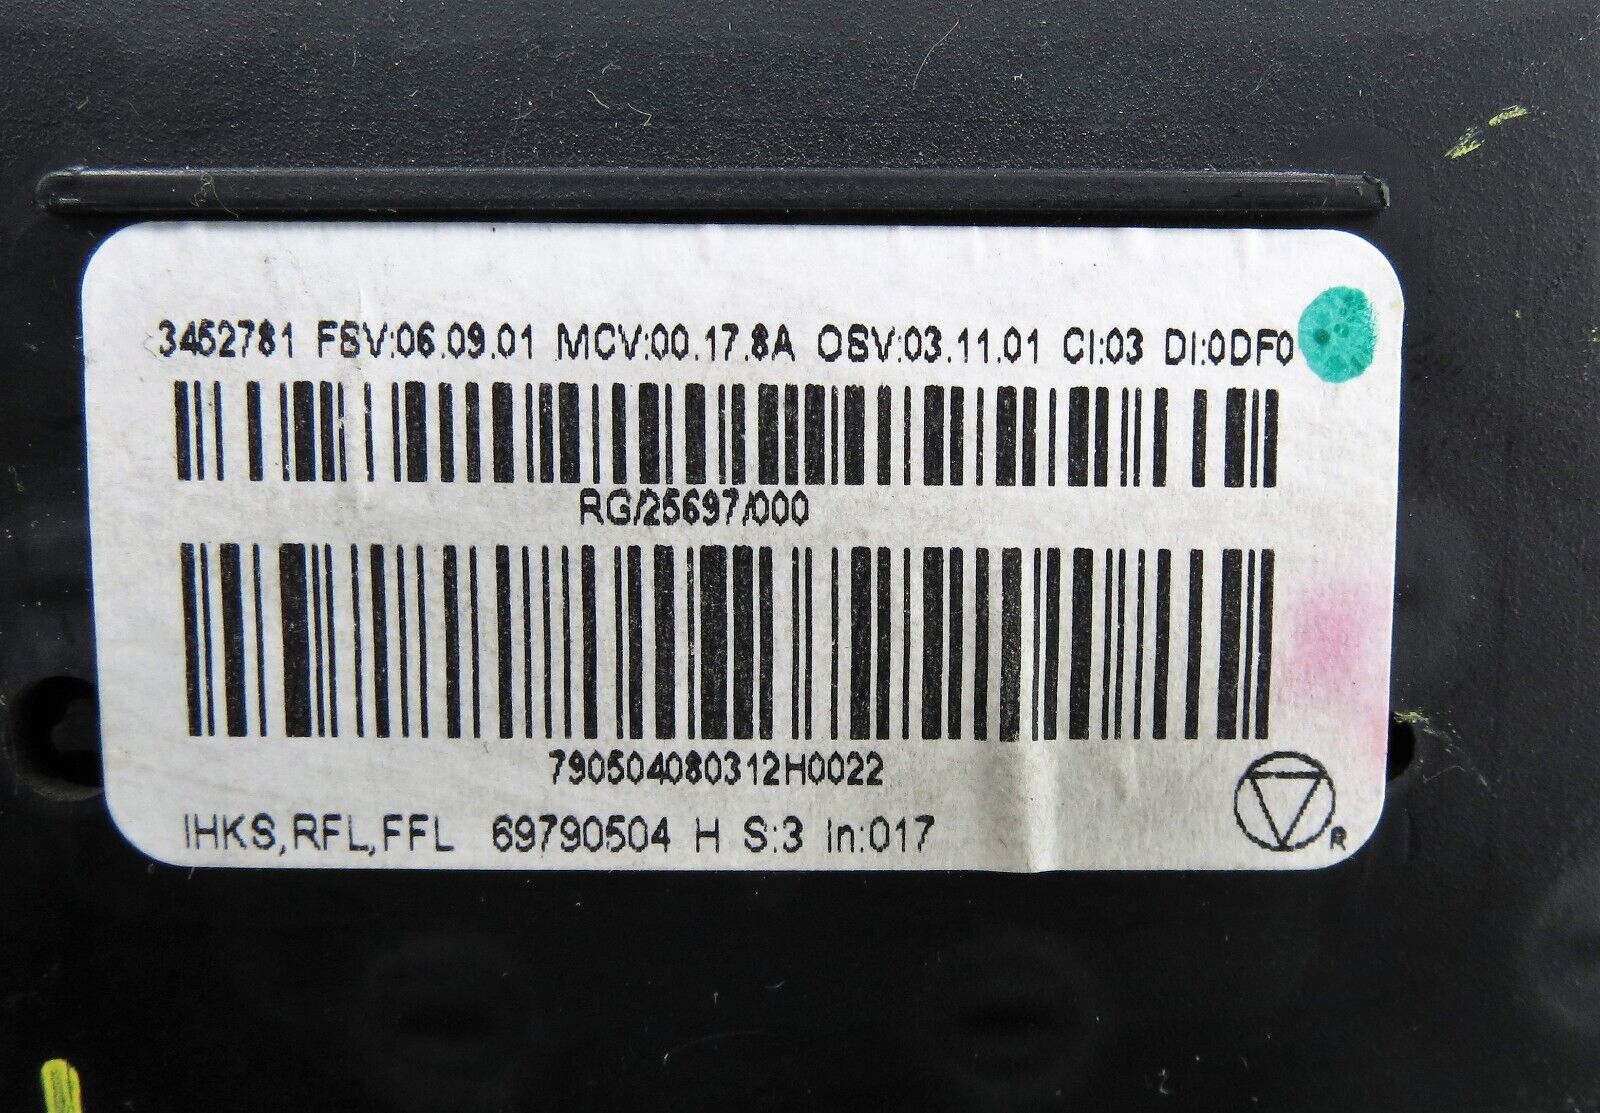 3452781 FSV:06.09.01 MCV:00.17.8A OSV:03.11.01 CI:03 DI:0DF0
RG/25697/000
790504080312H0022
IHKS,RFL,FFL 69790504 H S:3 In:017
R